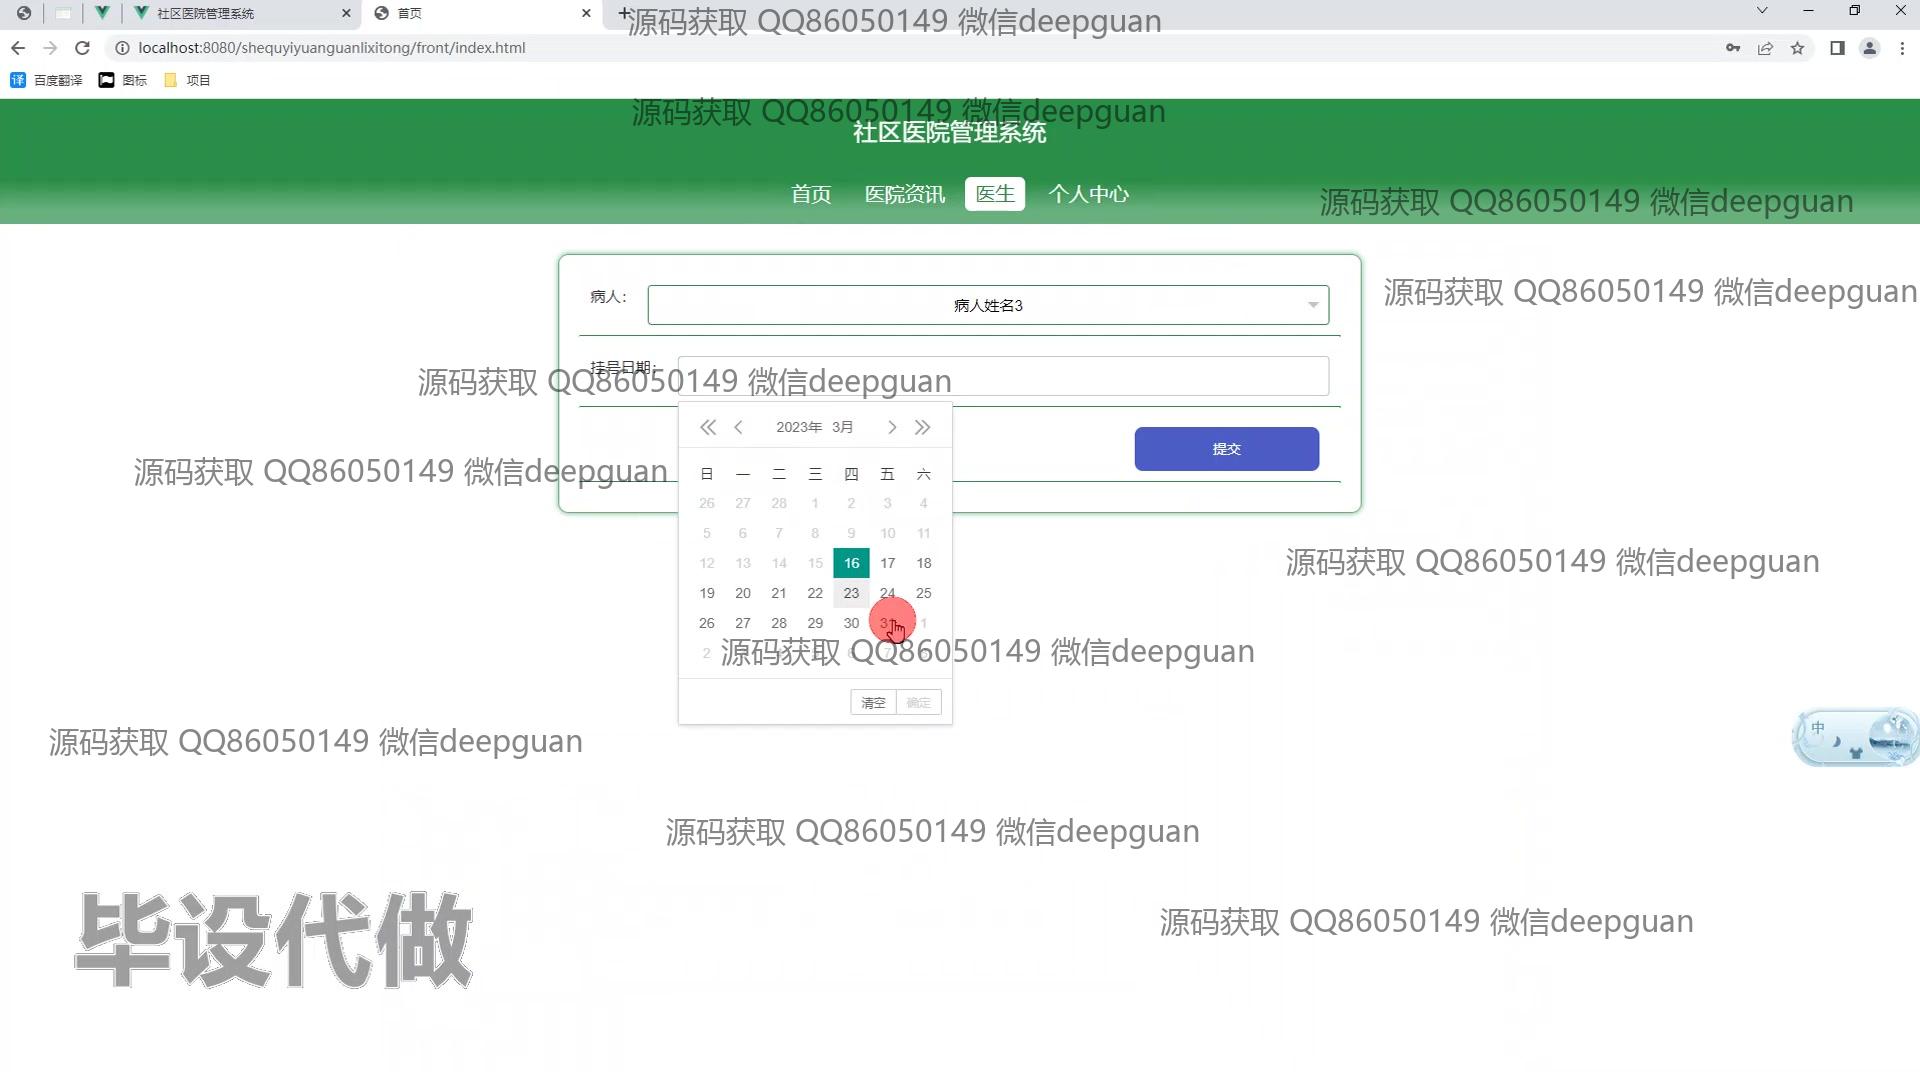 社区医院管理系统
首页
源码获取 QQ86050149 微信deepguan
localhost:8080/shequyiyuanguanlixitong/front/index.html
译 百度翻译 图标 项目
源码获取 QQ86050149 微信deepguan
社区医院管理系统
首页 医院资讯 医生 个人中心
源码获取 QQ86050149 微信deepguan
源码获取 QQ86050149 微信deepguan
病人：
病人姓名3
挂号日期：
源码获取 QQ86050149 微信deepguan
2023年 3月
提交
源码获取 QQ86050149 微信deepguan
日 一 二 三 四 五 六
26 27 28 1 2 3 4
5 6 7 8 9 10 11
12 13 14 15 16 17 18
源码获取 QQ86050149 微信deepguan
19 20 21 22 23 24 25
26 27 28 29 30 31 1
2
源码获取 QQ86050149 微信deepguan
清空 确定
中
源码获取 QQ86050149 微信deepguan
源码获取 QQ86050149 微信deepguan
源码获取 QQ86050149 微信deepguan
毕设代做